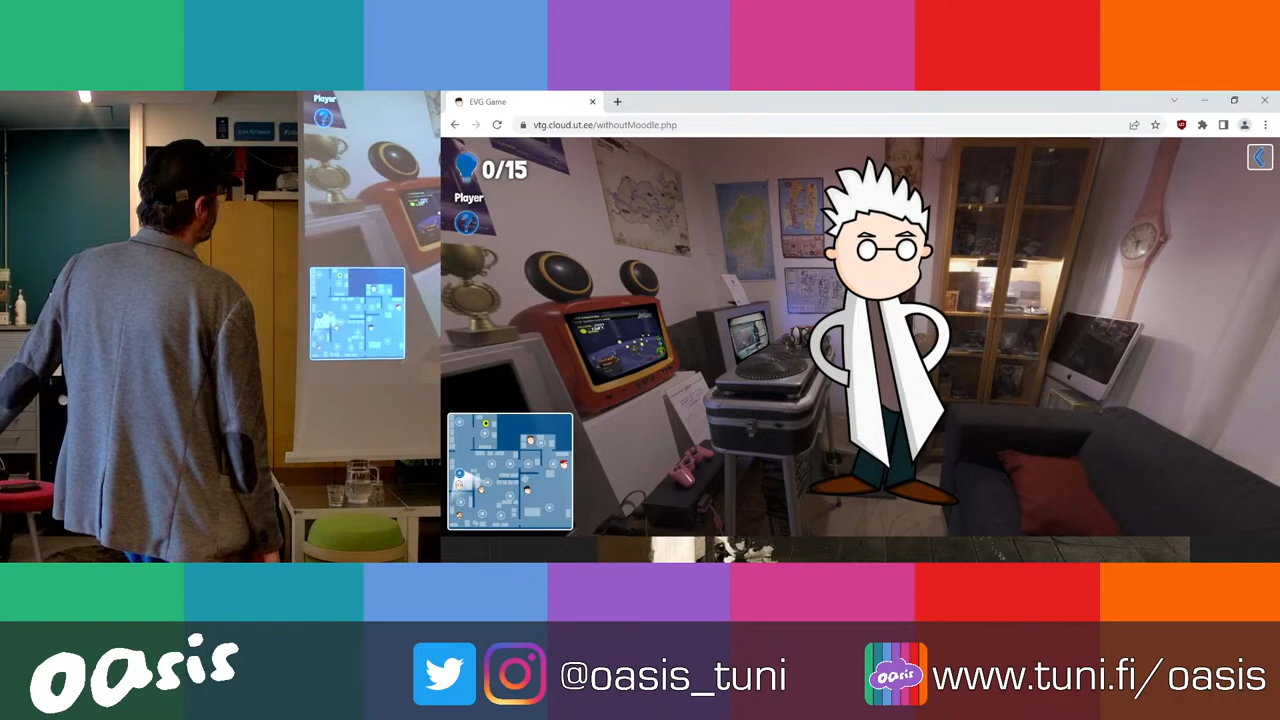 Player
EVG Game
vtg.cloud.ut.ee/withoutMoodle.php
0/15
Player
oasis
@oasis_tuni
oasis
www.tuni.fi/oasis